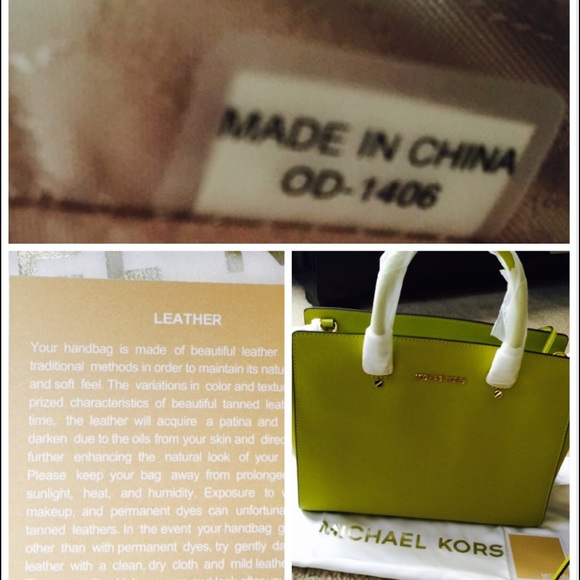 MADE IN CHINA
OD-1406
LEATHER
Your handbag is made of beautiful leather
traditional methods in order to maintain its natu
and soft feel. The variations in color and textu
prized characteristics of beautiful tanned leat
time, the leather will acquire a patina and
darken due to the oils from your skin and direc
further enhancing the natural look of your
Please keep your bag away from prolonge
sunlight, heat, and humidity. Exposure to w
makeup, and permanent dyes can unfortuna
tanned leathers. In the event your handbag g
other than with permanent dyes, try gently da
leather with a clean, dry cloth and mild leathe
MICHAEL KORS